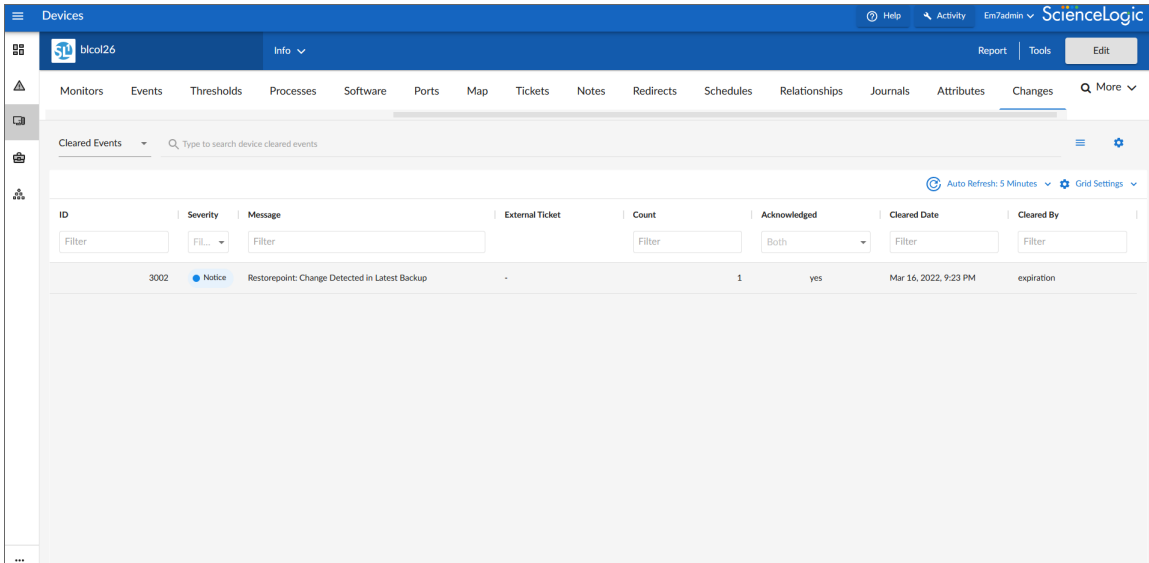 Devices Help Activity Em7admin ScienceLogic
SL1 blcol26 Info Report Tools Edit
Monitors Events Thresholds Processes Software Ports Map Tickets Notes Redirects Schedules Relationships Journals Attributes Changes More
Cleared Events Type to search device cleared events
Auto Refresh: 5 Minutes Grid Settings
ID Severity Message External Ticket Count Acknowledged Cleared Date Cleared By
Filter Fil... Filter Filter Both Filter Filter
3002 Notice Restorepoint: Change Detected in Latest Backup - 1 yes Mar 16, 2022, 9:23 PM expiration